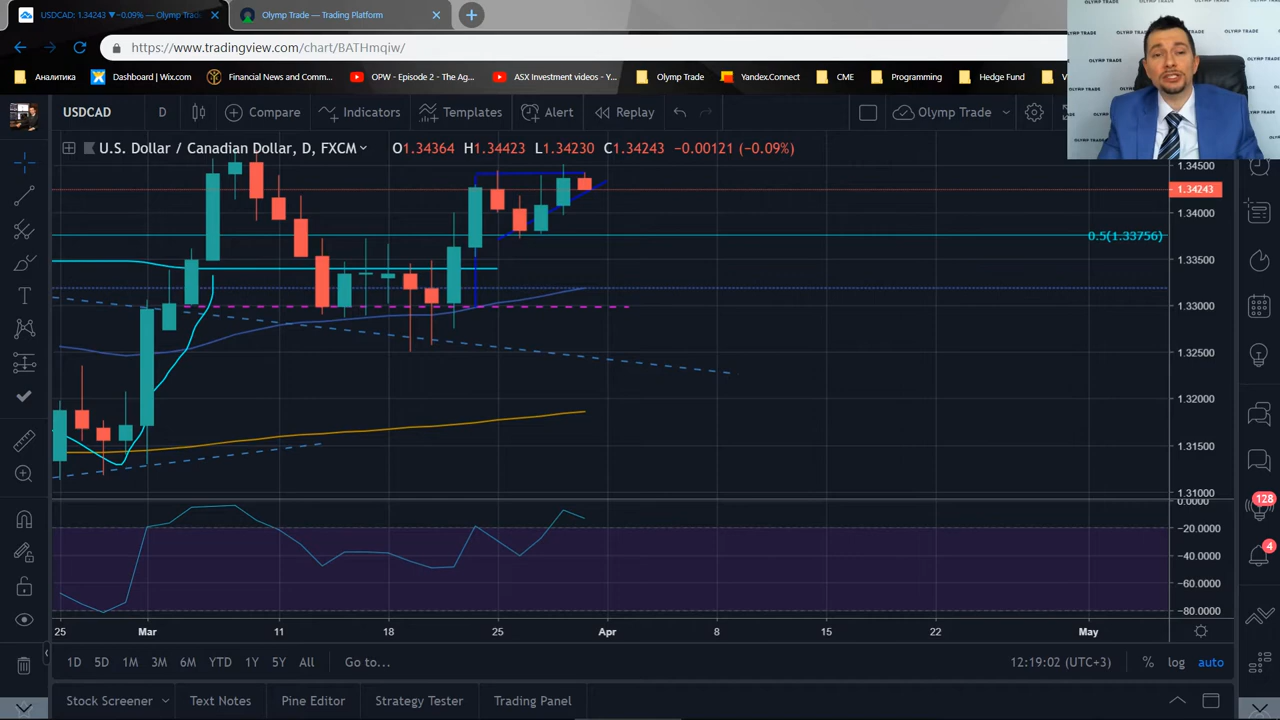 USDCAD: 1.34243 ▼−0.09% — Olymp Trade
Olymp Trade — Trading Platform
https://www.tradingview.com/chart/BATHmqiw/
Аналитика
Dashboard | Wix.com
Financial News & Comm...
OPW - E2 - The 1%...
ASX Investor Series - Y...
Olymp Trade
Yandex.Connect
CME
Programming
Hedge Fund
OLYMP TRADE
USDCAD
D
Compare
Indicators
Templates
Alert
Replay
Olymp Trade
U.S. Dollar / Canadian Dollar, D, FXCM
O1.34364 H1.34423 L1.34230 C1.34243 −0.00121 (−0.09%)
1.34500
1.34243
1.34000
0.5(1.33756)
1.33500
1.33000
1.32500
1.32000
1.31500
1.31000
0.0000
−20.0000
−40.0000
−60.0000
−80.0000
128
4
25 Mar 11 18 25 Apr 8 15 22 May
1D 5D 1M 3M 6M YTD 1Y 5Y All Go to...
12:19:02 (UTC+3) % log auto
Stock Screener Text Notes Pine Editor Strategy Tester Trading Panel